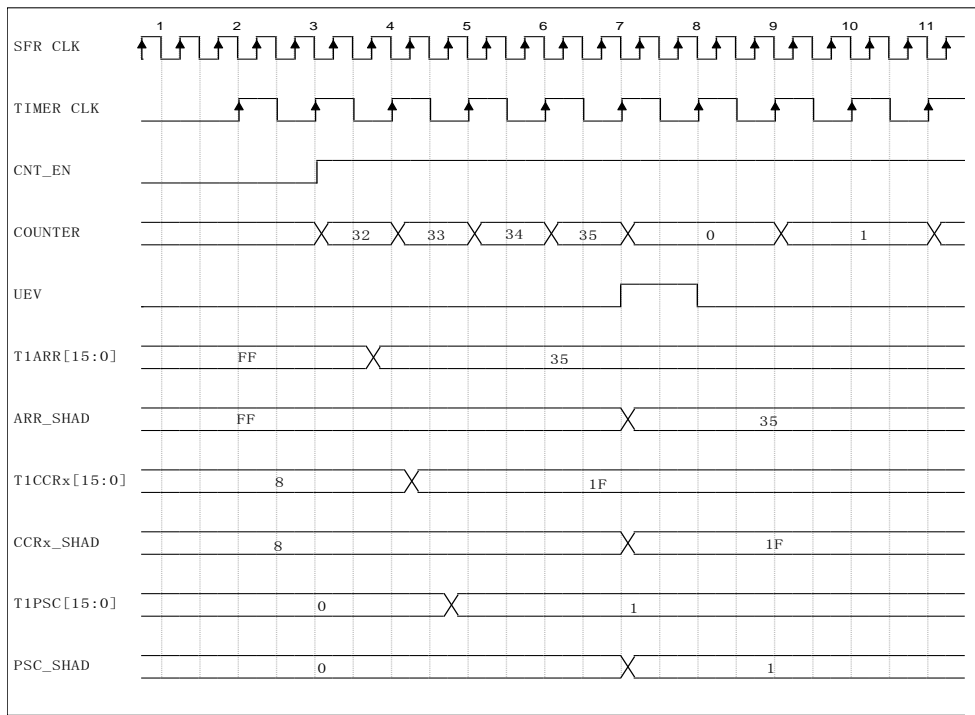 1 2 3 4 5 6 7 8 9 10 11
SFR CLK
TIMER CLK
CNT_EN
COUNTER 32 33 34 35 0 1
UEV
T1ARR[15:0] FF 35
ARR_SHAD FF 35
T1CCRx[15:0] 8 1F
CCRx_SHAD 8 1F
T1PSC[15:0] 0 1
PSC_SHAD 0 1